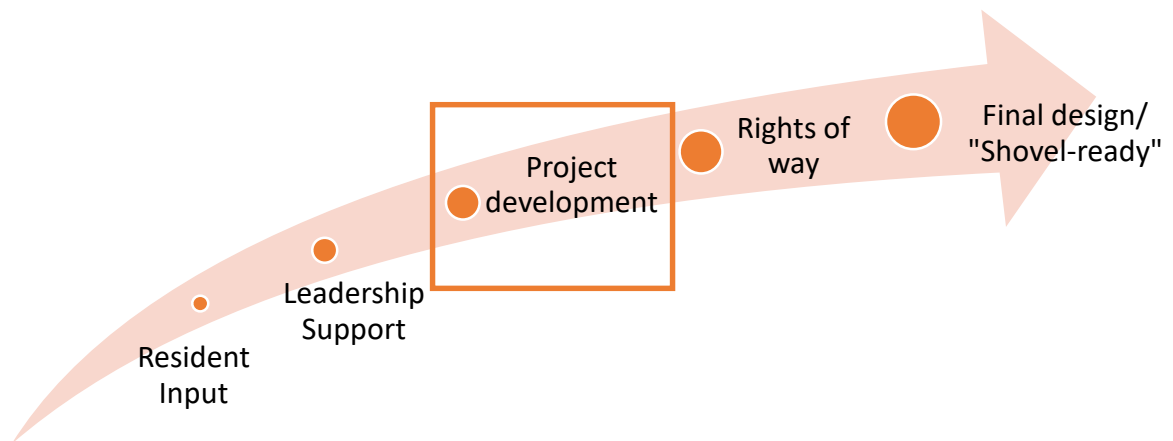 Resident
Input
Leadership
Support
Project
development
Rights of
way
Final design/
"Shovel-ready"